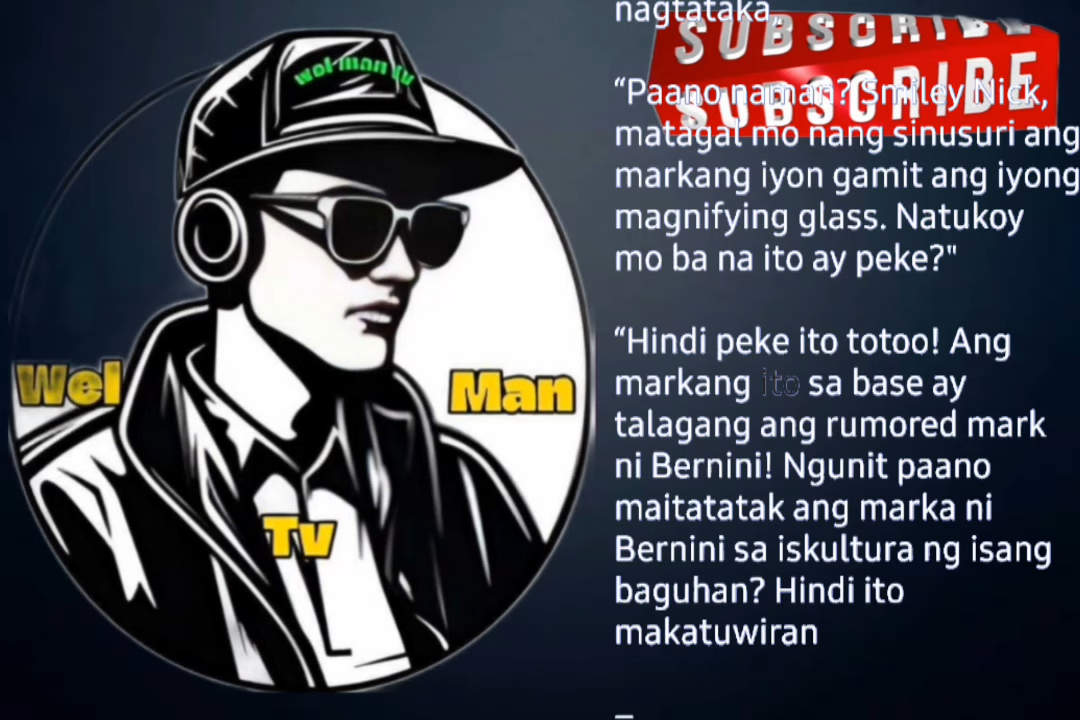 nagtataka,
SUBSCRIBE
SUBSCRIBE
“Paano naman? Smiley Nick,
matagal mo nang sinusuri ang
markang iyon gamit ang iyong
magnifying glass. Natukoy
mo ba na ito ay peke?"
“Hindi peke ito totoo! Ang
markang ito sa base ay
talagang ang rumored mark
ni Bernini! Ngunit paano
maitatatak ang marka ni
Bernini sa iskultura ng isang
baguhan? Hindi ito
makatuwiran
wel man tv
Wel
Man
Tv